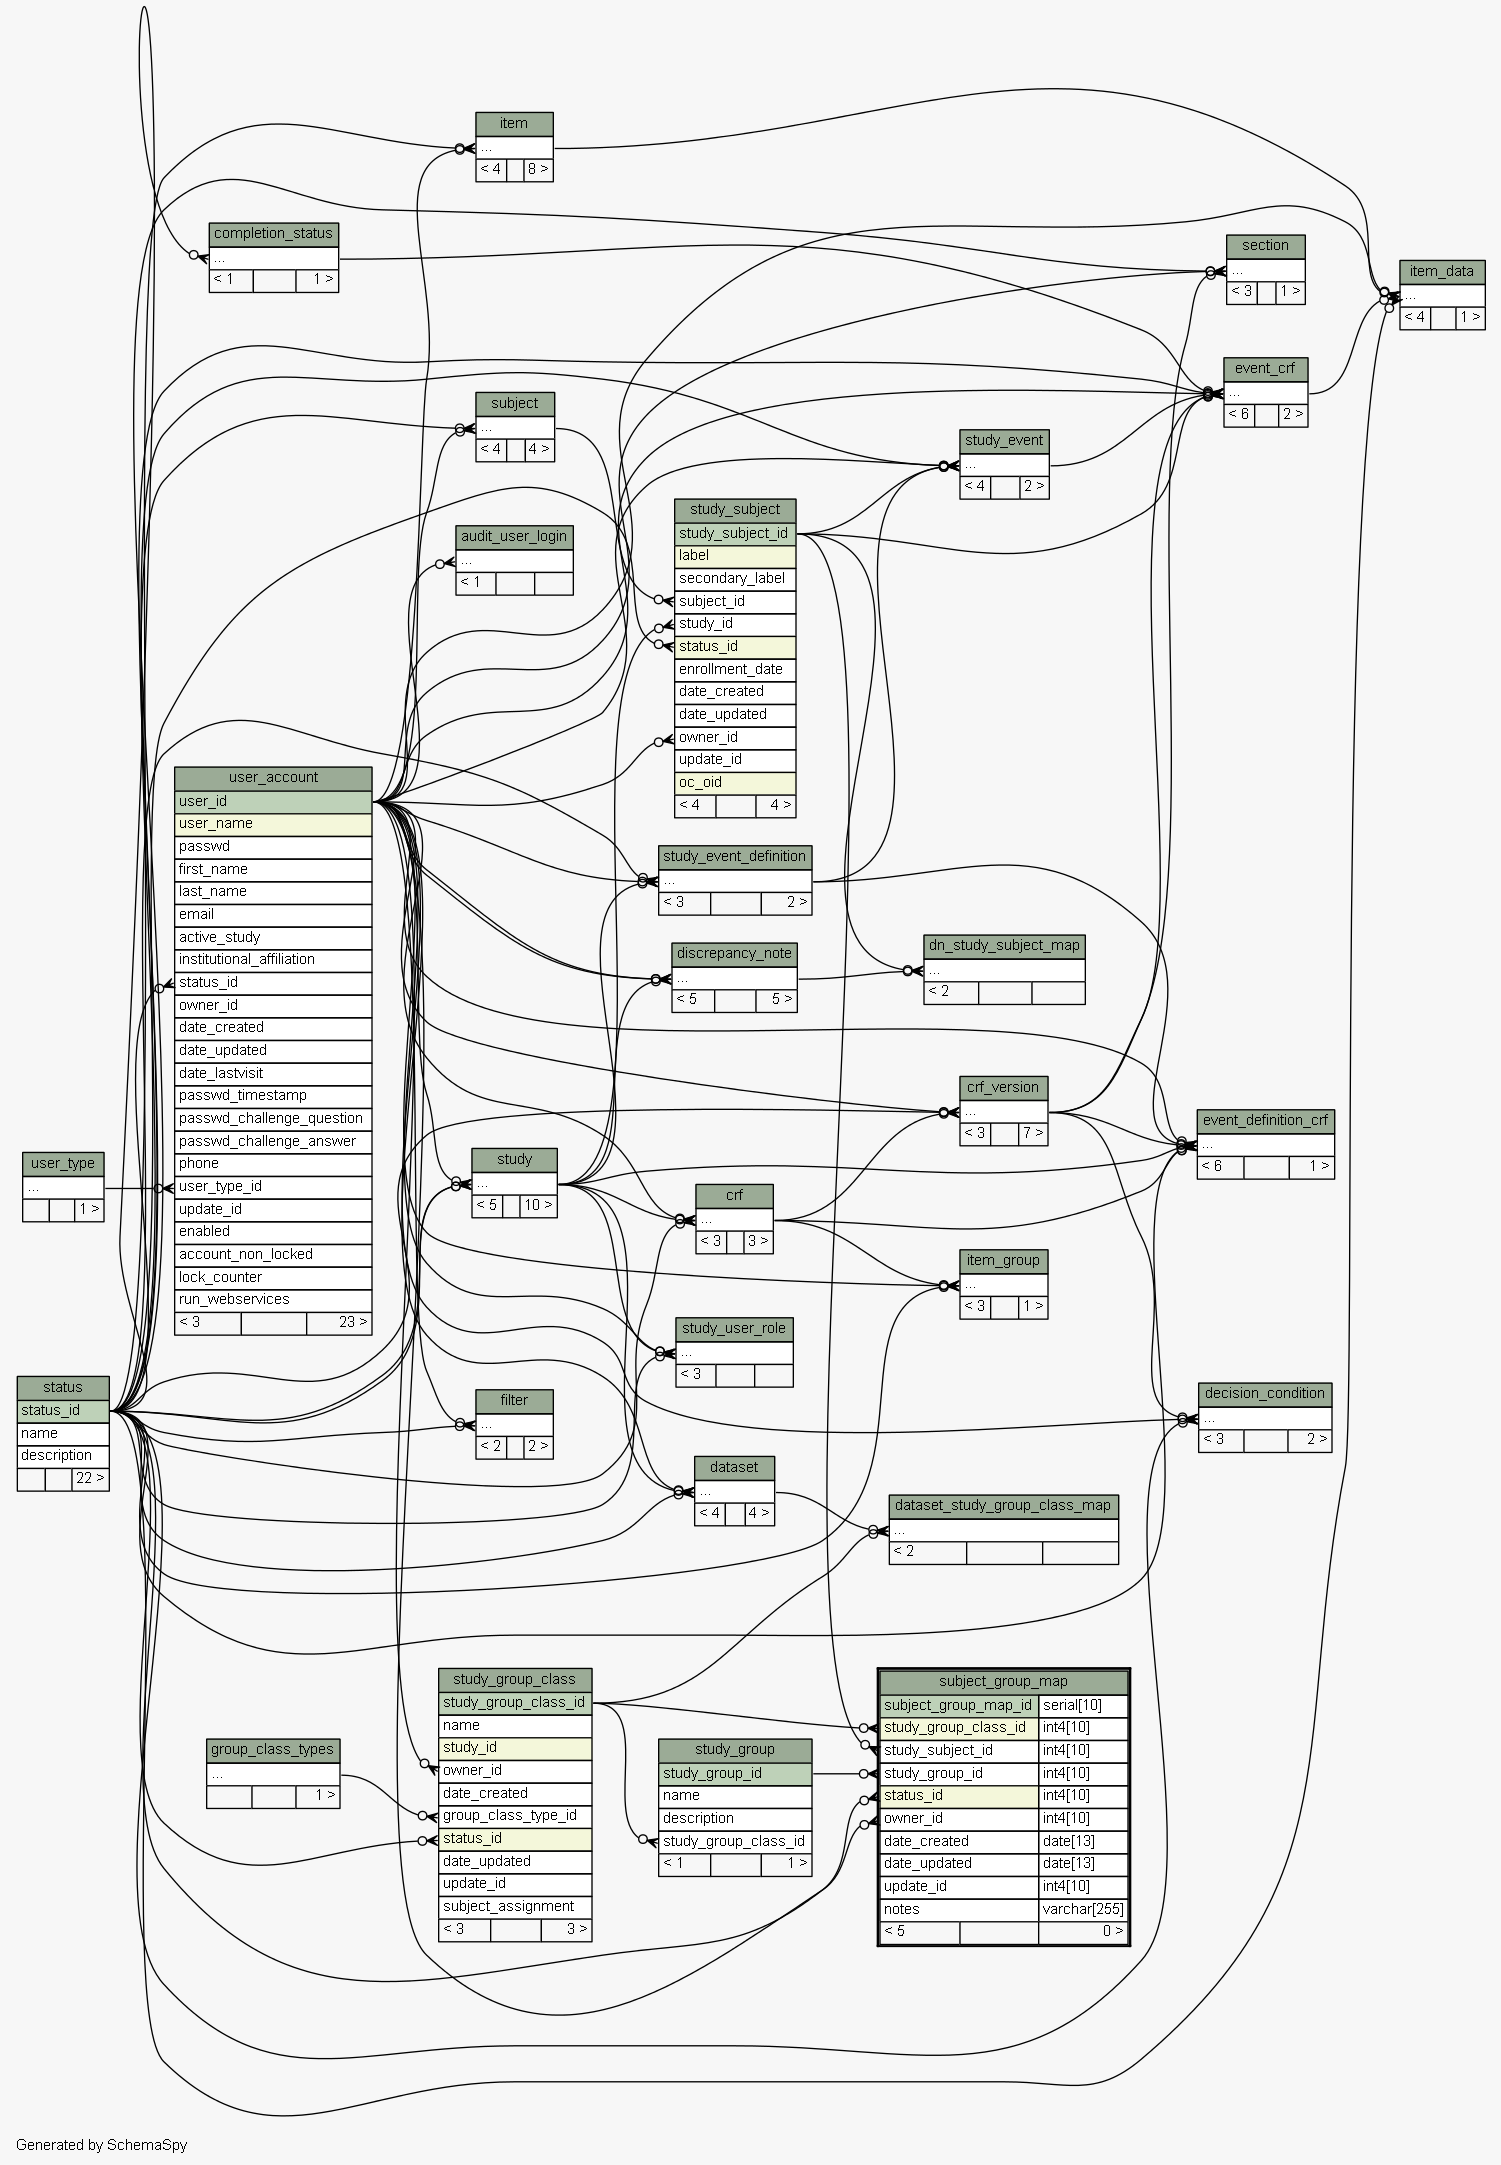 item
...
< 4 8 >
completion_status
...
< 1 1 >
section
...
< 3 1 >
item_data
...
< 4 1 >
event_crf
...
< 6 2 >
subject
...
< 4 4 >
study_event
...
< 4 2 >
study_subject
study_subject_id
label
secondary_label
subject_id
study_id
status_id
enrollment_date
date_created
date_updated
owner_id
update_id
oc_oid
< 4 4 >
audit_user_login
...
< 1
user_account
user_id
user_name
passwd
first_name
last_name
email
active_study
institutional_affiliation
status_id
owner_id
date_created
date_updated
date_lastvisit
passwd_timestamp
passwd_challenge_question
passwd_challenge_answer
phone
user_type_id
update_id
enabled
account_non_locked
lock_counter
run_webservices
< 3 23 >
study_event_definition
...
< 3 2 >
discrepancy_note
...
< 5 5 >
dn_study_subject_map
...
< 2
crf_version
...
< 3 7 >
event_definition_crf
...
< 6 1 >
user_type
...
1 >
study
...
< 5 10 >
crf
...
< 3 3 >
item_group
...
< 3 1 >
study_user_role
...
< 3
status
status_id
name
description
22 >
filter
...
< 2 2 >
decision_condition
...
< 3 2 >
dataset
...
< 4 4 >
dataset_study_group_class_map
...
< 2
study_group_class
study_group_class_id
name
study_id
owner_id
date_created
group_class_type_id
status_id
date_updated
update_id
subject_assignment
< 3 3 >
group_class_types
...
1 >
study_group
study_group_id
name
description
study_group_class_id
< 1 1 >
subject_group_map
subject_group_map_id serial[10]
study_group_class_id int4[10]
study_subject_id int4[10]
study_group_id int4[10]
status_id int4[10]
owner_id int4[10]
date_created date[13]
date_updated date[13]
update_id int4[10]
notes varchar[255]
< 5 0 >
Generated by SchemaSpy